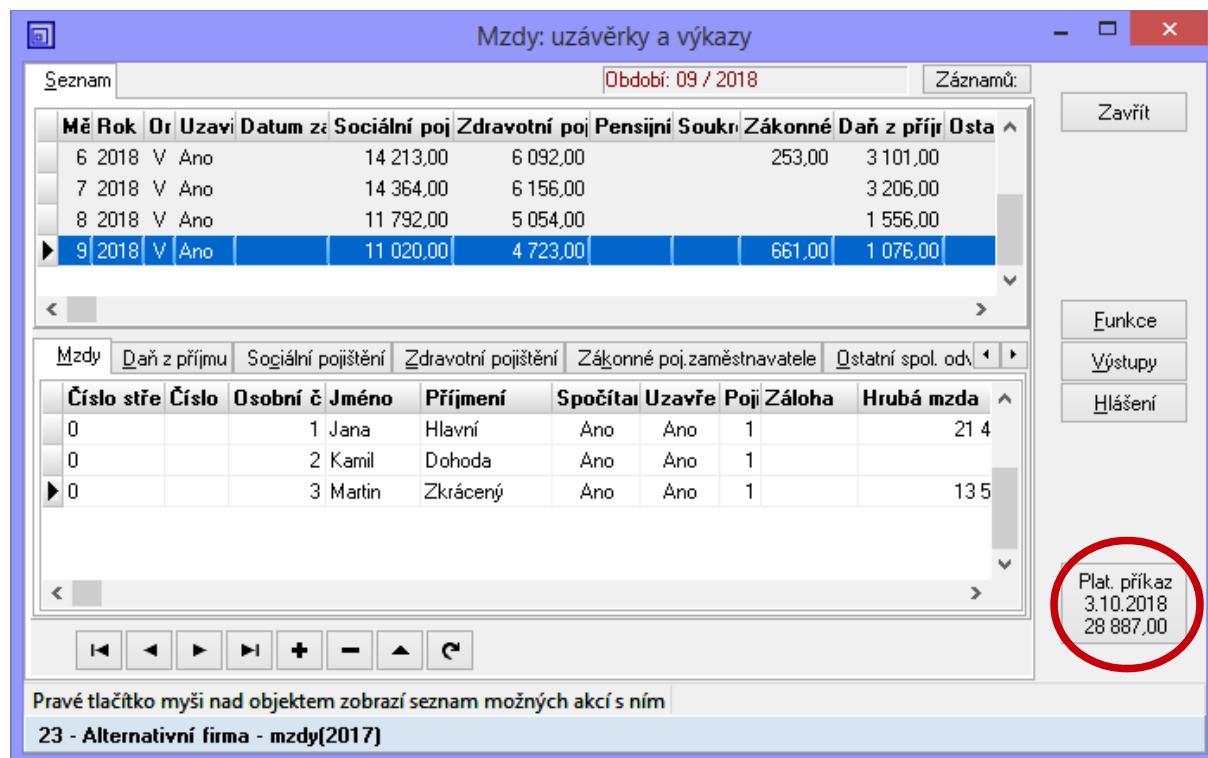 Mzdy: uzávěrky a výkazy
Seznam
Období: 09 / 2018
Záznamů:
Mě Rok Or Uzavi Datum za Sociální poj Zdravotní poj Pensijní Soukr Zákonné Daň z příjr Osta
6 2018 V Ano 14 213,00 6 092,00 253,00 3 101,00
7 2018 V Ano 14 364,00 6 156,00 3 206,00
8 2018 V Ano 11 792,00 5 054,00 1 556,00
9 2018 V Ano 11 020,00 4 723,00 661,00 1 076,00
Zavřít
Funkce
Výstupy
Hlášení
Mzdy Daň z příjmu Sociální pojištění Zdravotní pojištění Zákonné poj.zaměstnavatele Ostatní spol. odv
Číslo stře Číslo Osobní č Jméno Příjmení Spočítar Uzavře Poji Záloha Hrubá mzda
0 1 Jana Hlavní Ano Ano 1 21 4
0 2 Kamil Dohoda Ano Ano 1
0 3 Martin Zkrácený Ano Ano 1 13 5
Plat. příkaz
3.10.2018
28 887,00
Pravé tlačítko myši nad objektem zobrazí seznam možných akcí s ním
23 - Alternativní firma - mzdy(2017)